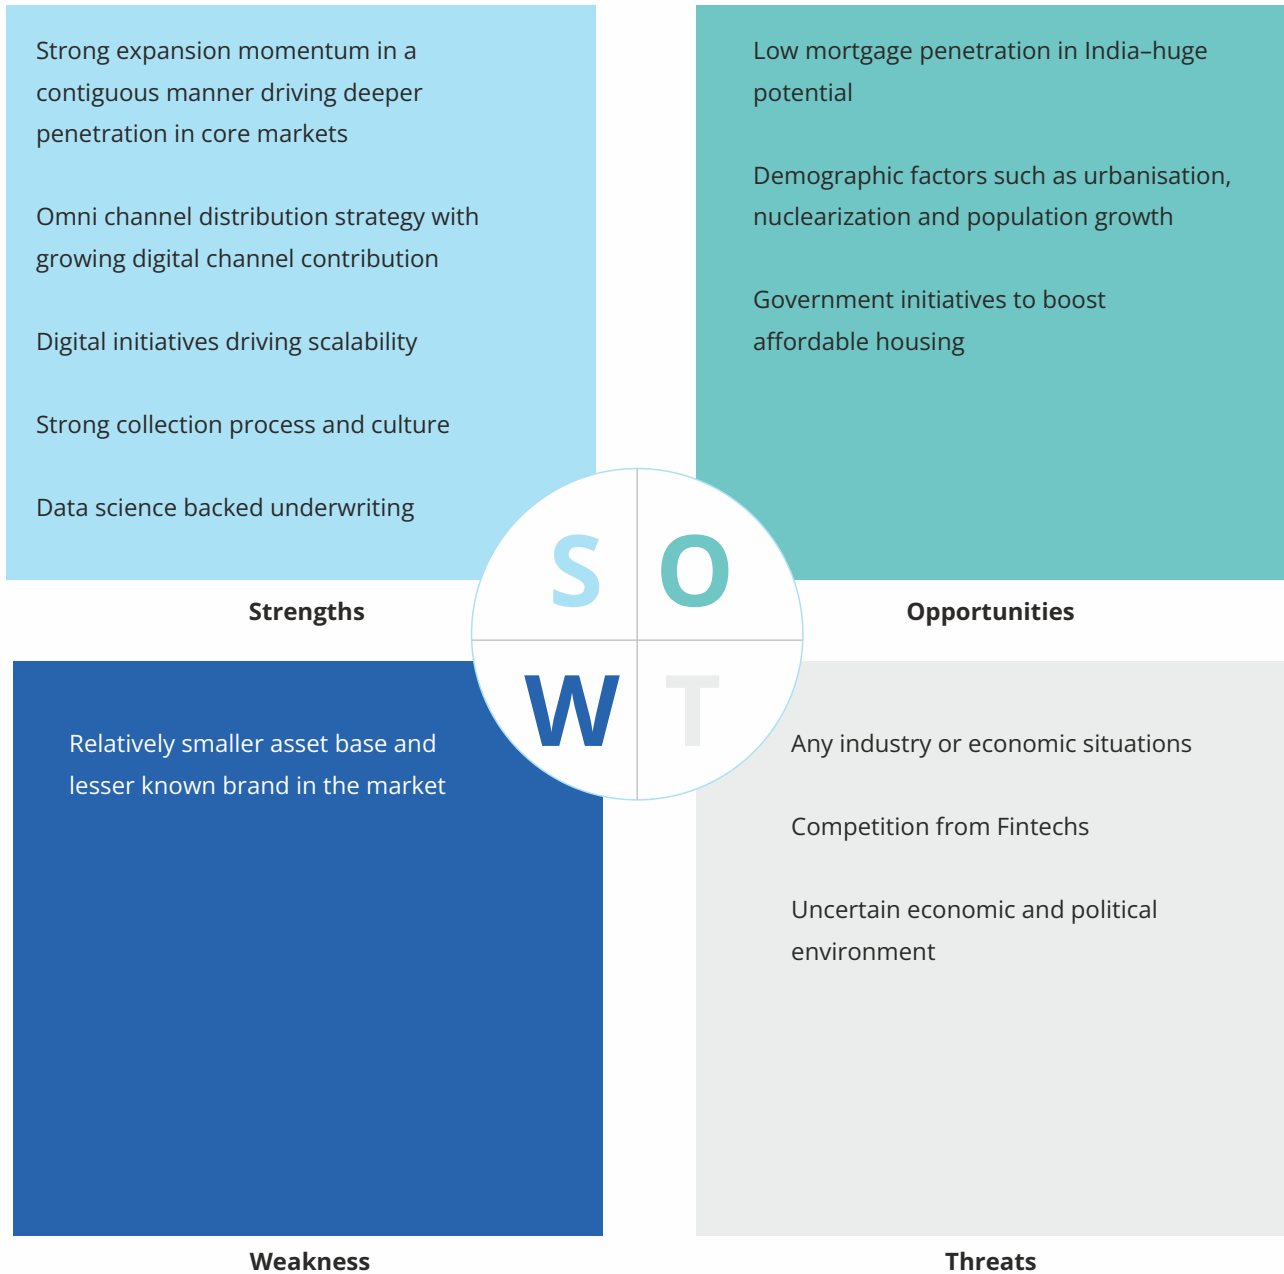 Strong expansion momentum in a
contiguous manner driving deeper
penetration in core markets
Omni channel distribution strategy with
growing digital channel contribution
Digital initiatives driving scalability
Strong collection process and culture
Data science backed underwriting
Strengths
Low mortgage penetration in India–huge
potential
Demographic factors such as urbanisation,
nuclearization and population growth
Government initiatives to boost
affordable housing
Opportunities
S O
W T
Relatively smaller asset base and
lesser known brand in the market
Weakness
Any industry or economic situations
Competition from Fintechs
Uncertain economic and political
environment
Threats